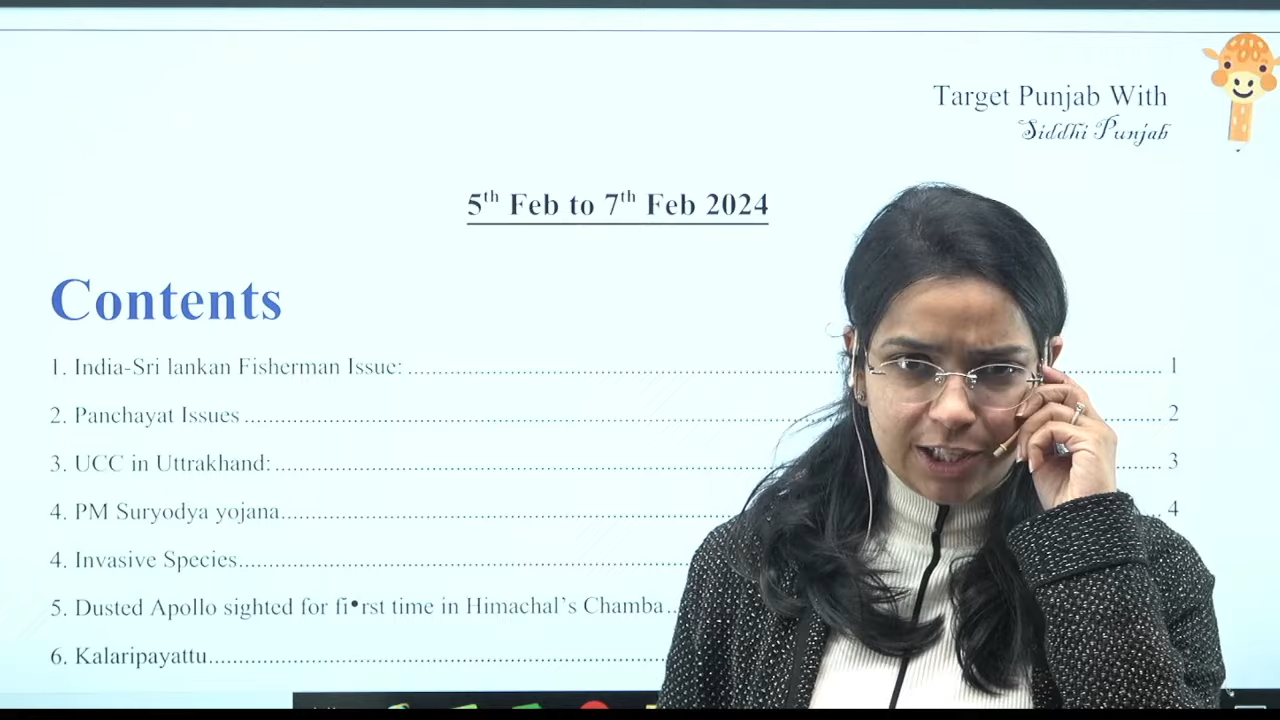 Target Punjab With
Siddhi Punjab
5th Feb to 7th Feb 2024
Contents
1. India-Sri lankan Fisherman Issue: 1
2. Panchayat Issues 2
3. UCC in Uttrakhand: 3
4. PM Suryodya yojana 4
4. Invasive Species
5. Dusted Apollo sighted for fi•rst time in Himachal's Chamba
6. Kalaripayattu